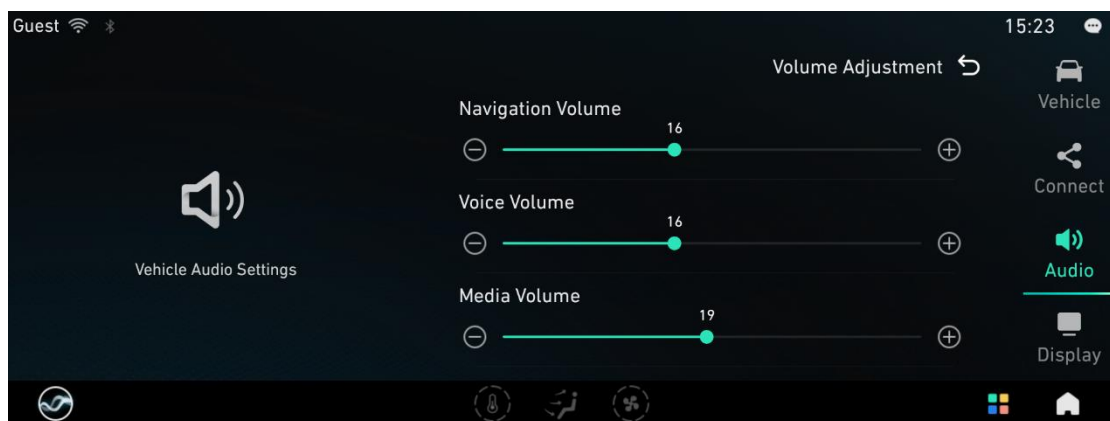 Guest
15:23
Volume Adjustment
Vehicle
Navigation Volume
16
Connect
Voice Volume
16
Vehicle Audio Settings
Audio
Media Volume
19
Display